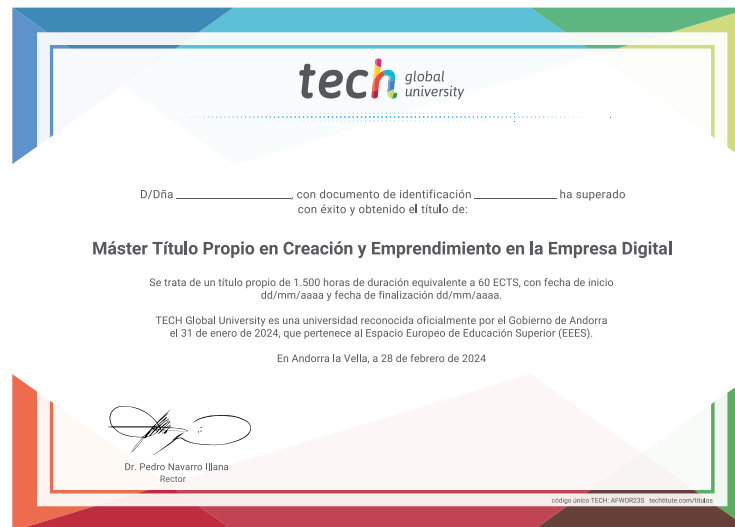 tech global university
D/Dña ____________________, con documento de identificación ______________ ha superado
con éxito y obtenido el título de:
Máster Título Propio en Creación y Emprendimiento en la Empresa Digital
Se trata de un título propio de 1.500 horas de duración equivalente a 60 ECTS, con fecha de inicio
dd/mm/aaaa y fecha de finalización dd/mm/aaaa.
TECH Global University es una universidad reconocida oficialmente por el Gobierno de Andorra
el 31 de enero de 2024, que pertenece al Espacio Europeo de Educación Superior (EEES).
En Andorra la Vella, a 28 de febrero de 2024
Dr. Pedro Navarro Illana
Rector
código único TECH: AFWOR23S techtitute.com/titulos